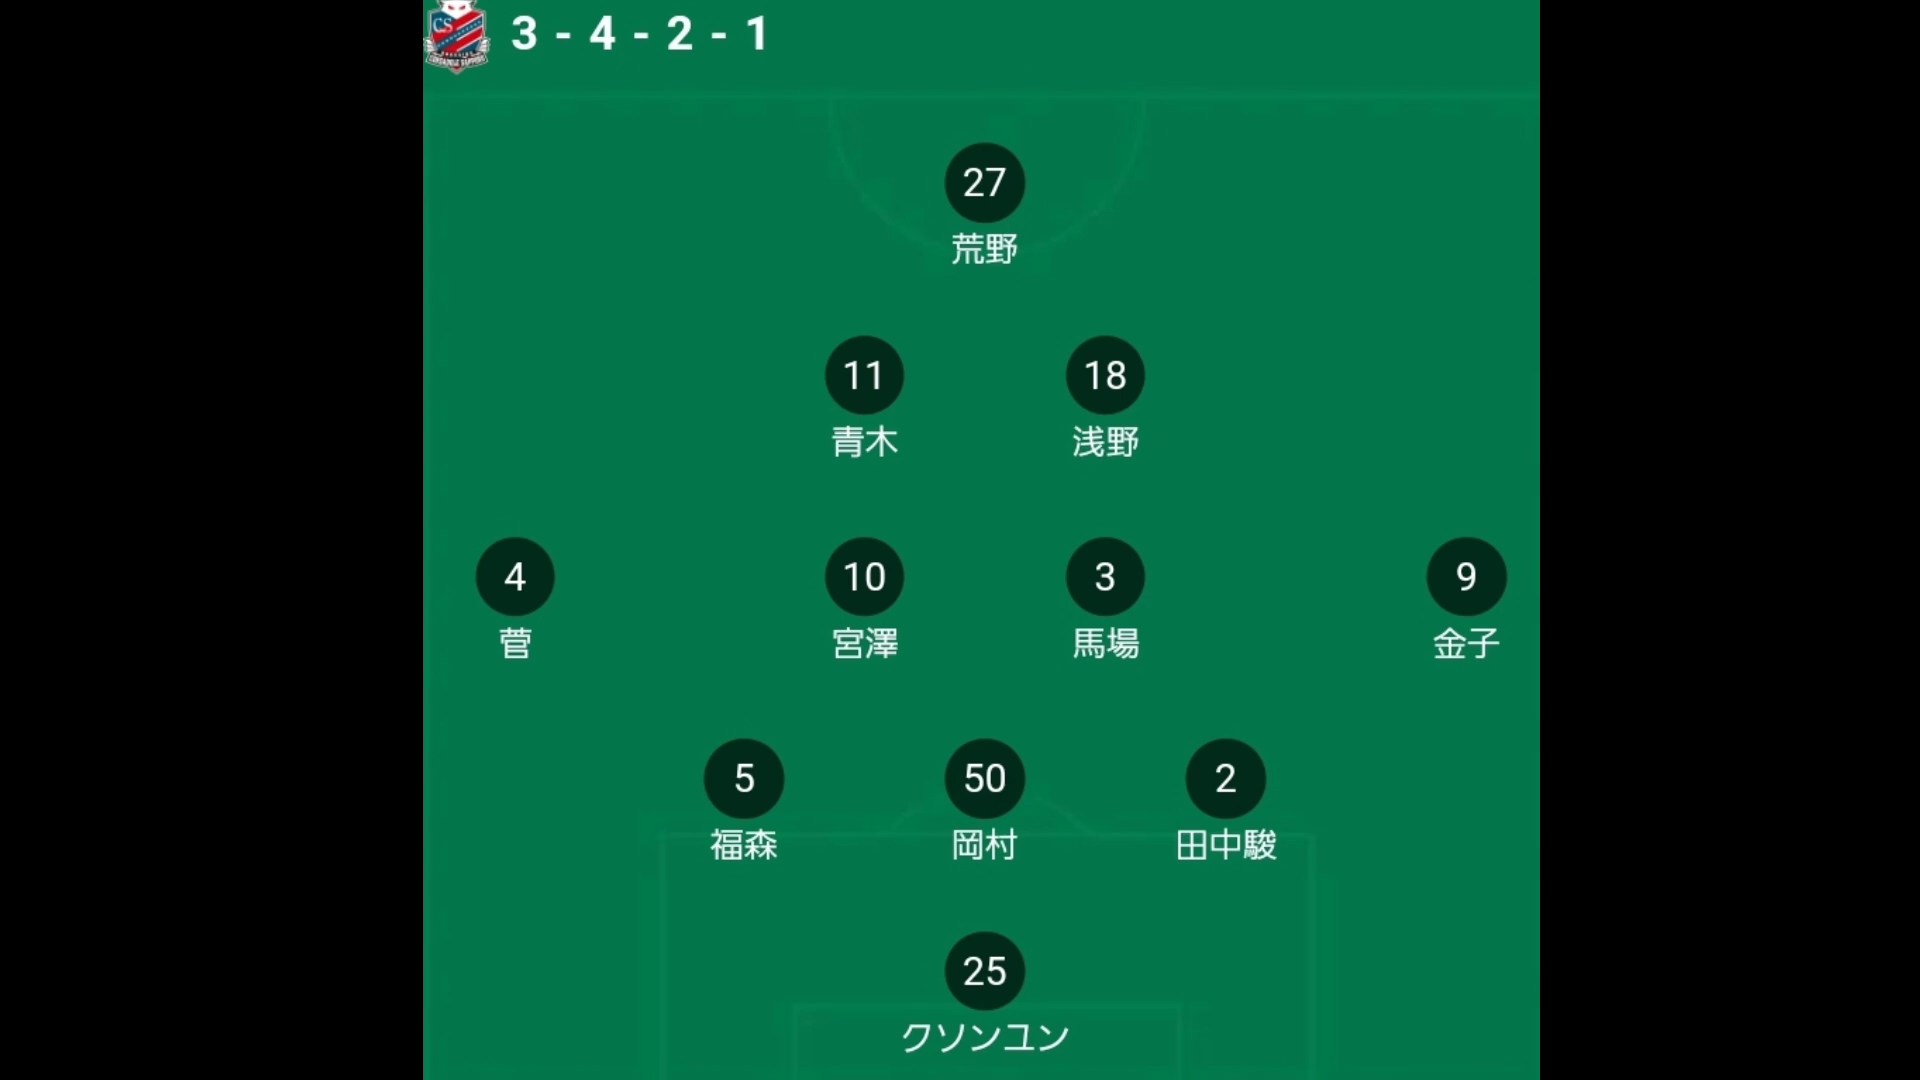 CS
3 - 4 - 2 - 1
27
荒野
11 18
青木 浅野
4 10 3 9
菅 宮澤 馬場 金子
5 50 2
福森 岡村 田中駿
25
クソンユン